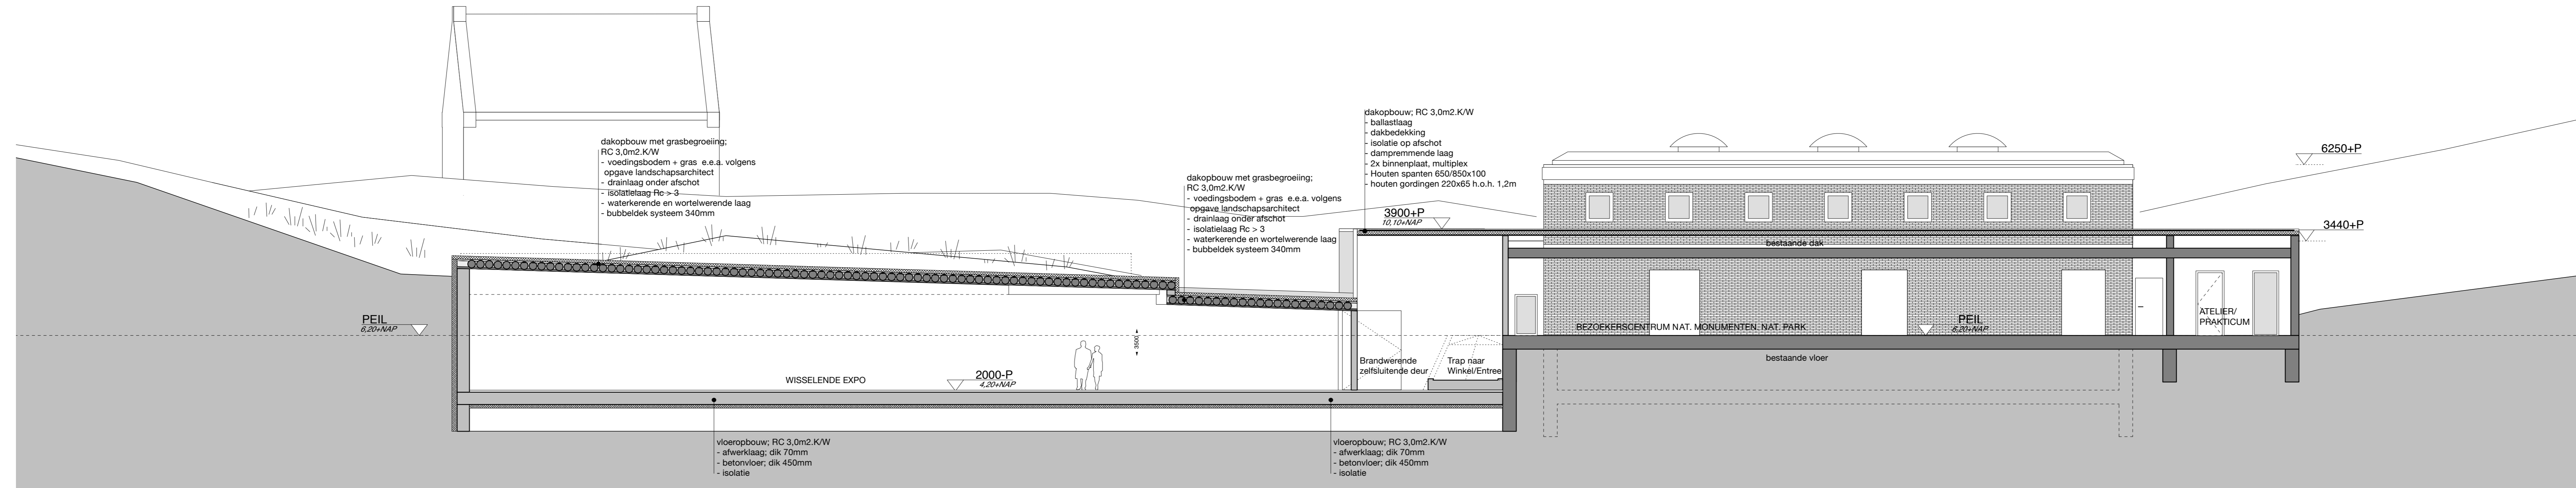 dakopbouw met grasbegroeiing;
RC 3,0m2.K/W
- voedingsbodem + gras e.e.a. volgens
opgave landschapsarchitect
- drainlaag onder afschot
- isolatielaag Rc > 3
- waterkerende en wortelwerende laag
- bubbeldek systeem 340mm
dakopbouw met grasbegroeiing;
RC 3,0m2.K/W
- voedingsbodem + gras e.e.a. volgens
opgave landschapsarchitect
- drainlaag onder afschot
- isolatielaag Rc > 3
- waterkerende en wortelwerende laag
- bubbeldek systeem 340mm
dakopbouw; RC 3,0m2.K/W
- ballastlaag
- dakbedekking
- isolatie op afschot
- dampremmende laag
- 2x binnenplaat, multiplex
- Houten spanten 650/850x100
- houten gordingen 220x65 h.o.h. 1,2m
3900+P
10,10+NAP
6250+P
3440+P
bestaande dak
PEIL
6,20+NAP
3500
WISSELENDE EXPO
2000-P
4,20+NAP
Brandwerende
zelfsluitende deur
Trap naar
Winkel/Entree
BEZOEKERSCENTRUM NAT. MONUMENTEN, NAT. PARK
PEIL
6,20+NAP
ATELIER/
PRAKTICUM
bestaande vloer
vloeropbouw; RC 3,0m2.K/W
- afwerklaag; dik 70mm
- betonvloer; dik 450mm
- isolatie
vloeropbouw; RC 3,0m2.K/W
- afwerklaag; dik 70mm
- betonvloer; dik 450mm
- isolatie